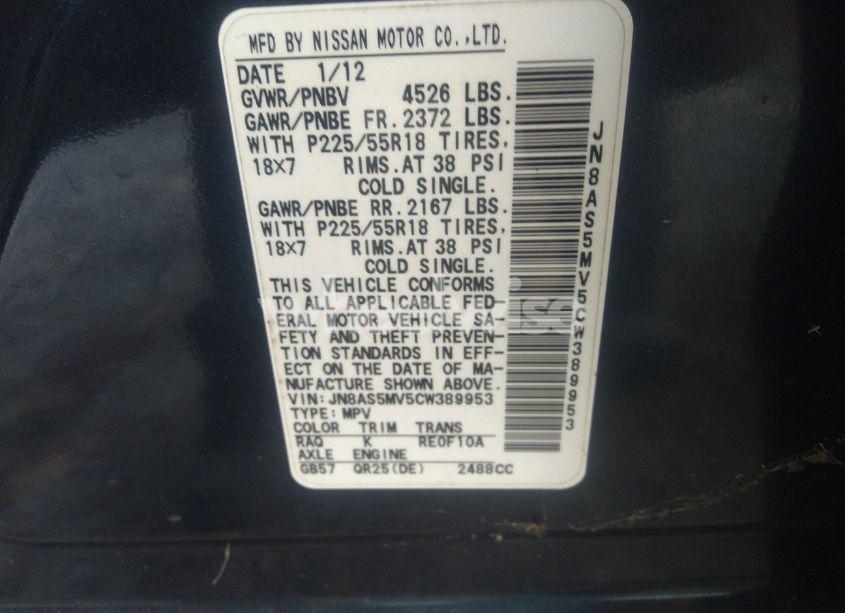 MFD BY NISSAN MOTOR CO.,LTD.
DATE 1/12
GVWR/PNBV 4526 LBS.
GAWR/PNBE FR. 2372 LBS.
WITH P225/55R18 TIRES,
18X7 RIMS.AT 38 PSI
COLD SINGLE.
GAWR/PNBE RR. 2167 LBS.
WITH P225/55R18 TIRES,
18X7 RIMS.AT 38 PSI
COLD SINGLE.
THIS VEHICLE CONFORMS
TO ALL APPLICABLE FED-
ERAL MOTOR VEHICLE SA-
FETY AND THEFT PREVEN-
TION STANDARDS IN EFF-
ECT ON THE DATE OF MA-
NUFACTURE SHOWN ABOVE.
VIN: JN8AS5MV5CW389953
TYPE: MPV
COLOR TRIM TRANS
RAQ K RE0F10A
AXLE ENGINE
GB57 QR25(DE) 2488CC
JN8AS5MV5CW389953